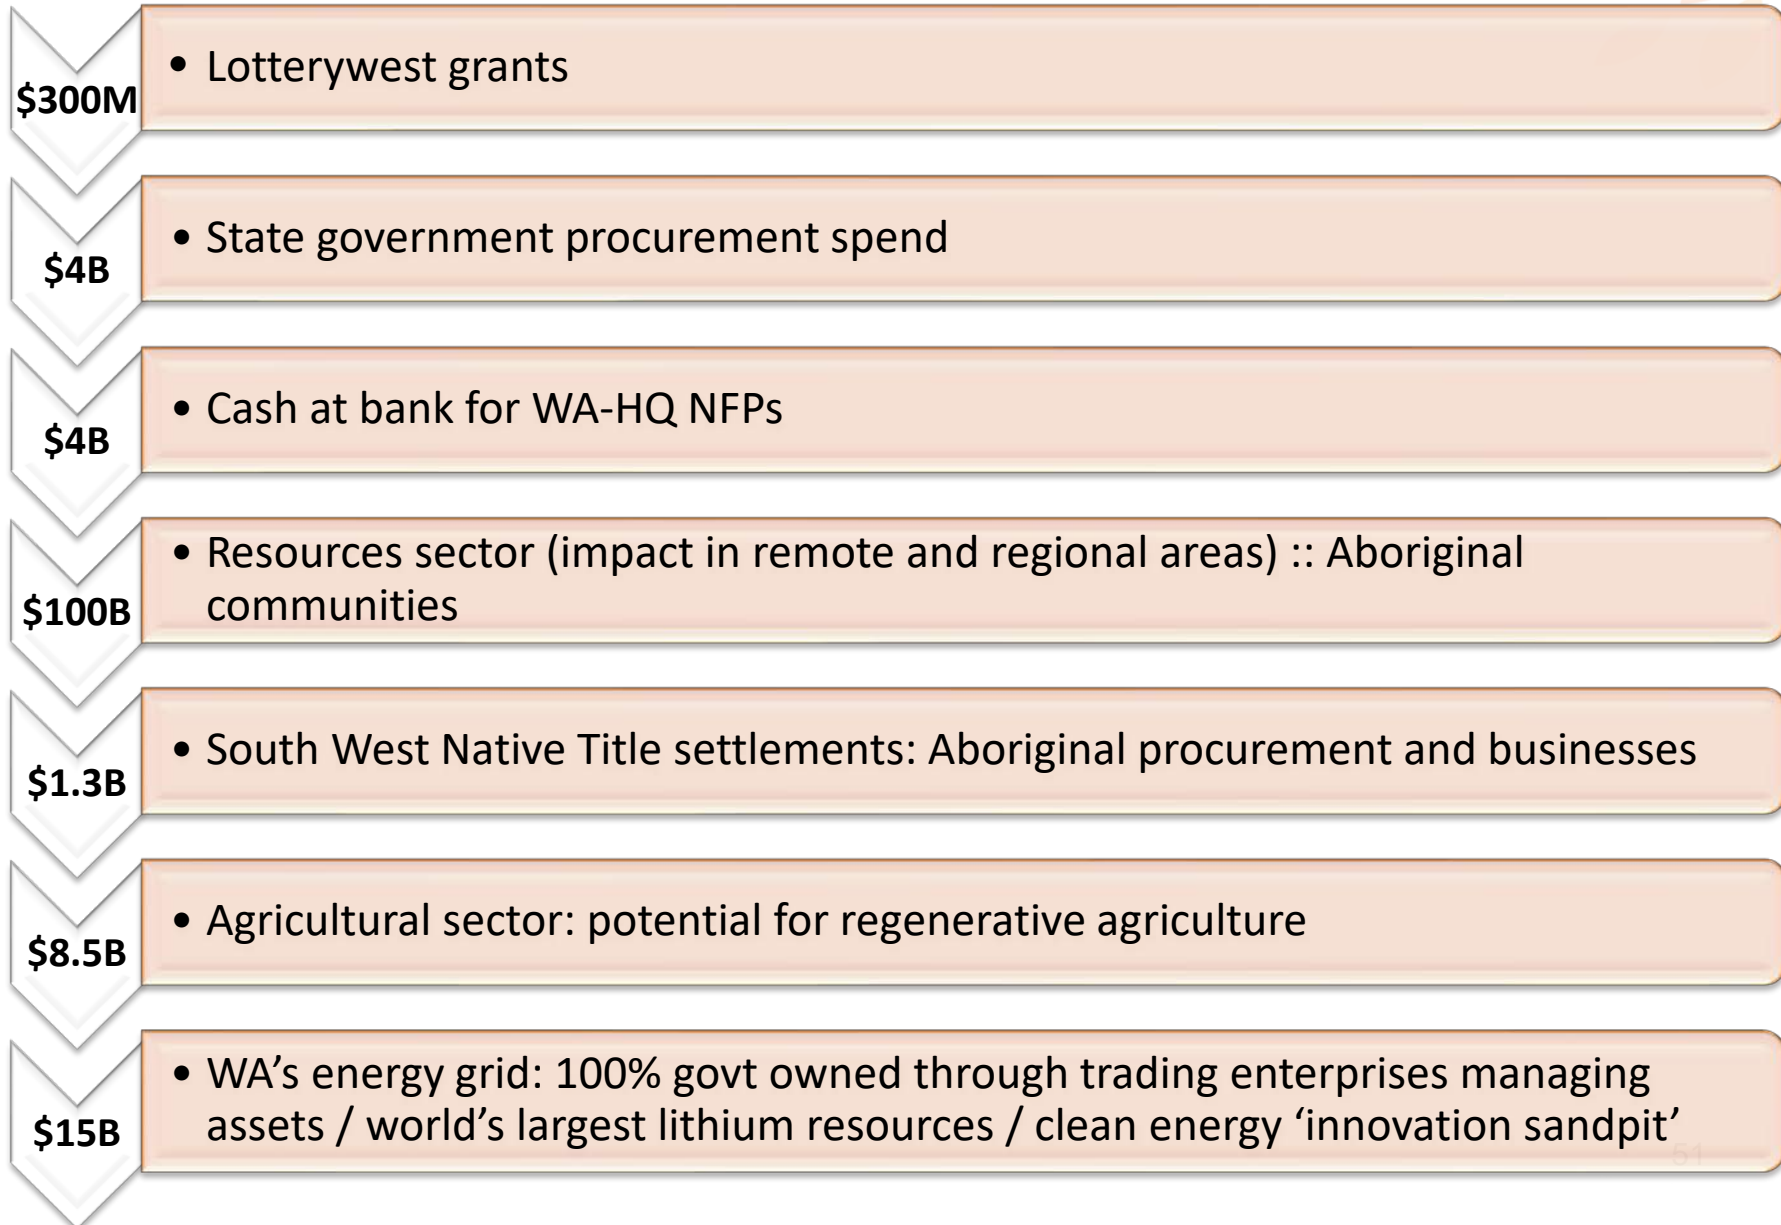 $300M
• Lotterywest grants
$4B
• State government procurement spend
$4B
• Cash at bank for WA-HQ NFPs
$100B
• Resources sector (impact in remote and regional areas) :: Aboriginal
communities
$1.3B
• South West Native Title settlements: Aboriginal procurement and businesses
$8.5B
• Agricultural sector: potential for regenerative agriculture
$15B
• WA’s energy grid: 100% govt owned through trading enterprises managing
assets / world’s largest lithium resources / clean energy ‘innovation sandpit’
51